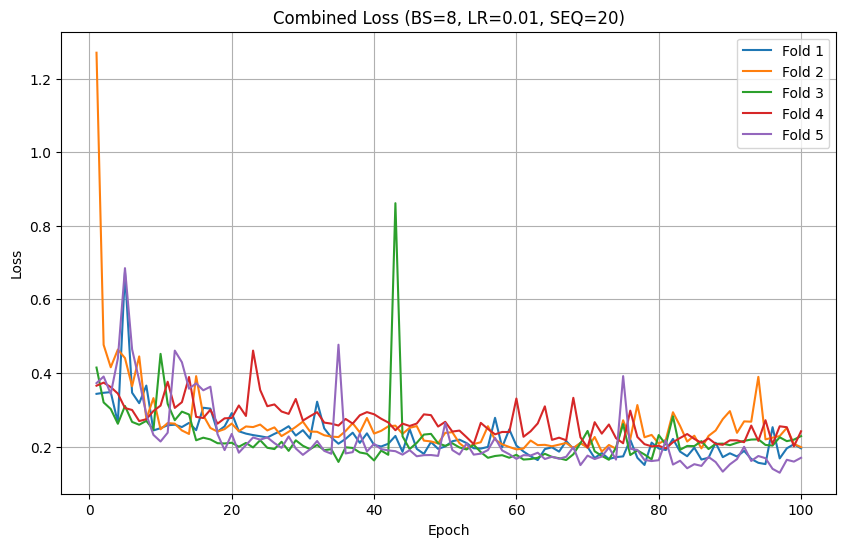 Combined Loss (BS=8, LR=0.01, SEQ=20)
Fold 1
Fold 2
Fold 3
Fold 4
Fold 5
Loss
1.2
1.0
0.8
0.6
0.4
0.2
0 20 40 60 80 100
Epoch